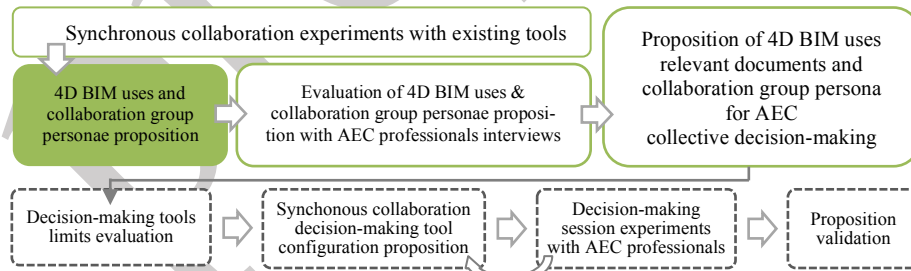 Synchronous collaboration experiments with existing tools
4D BIM uses and
collaboration group
personae proposition
Evaluation of 4D BIM uses &
collaboration group personae proposi-
tion with AEC professionals interviews
Proposition of 4D BIM uses
relevant documents and
collaboration group persona
for AEC
collective decision-making
Decision-making tools
limits evaluation
Synchonous collaboration
decision-making tool
configuration proposition
Decision-making
session experiments
with AEC professionals
Proposition
validation